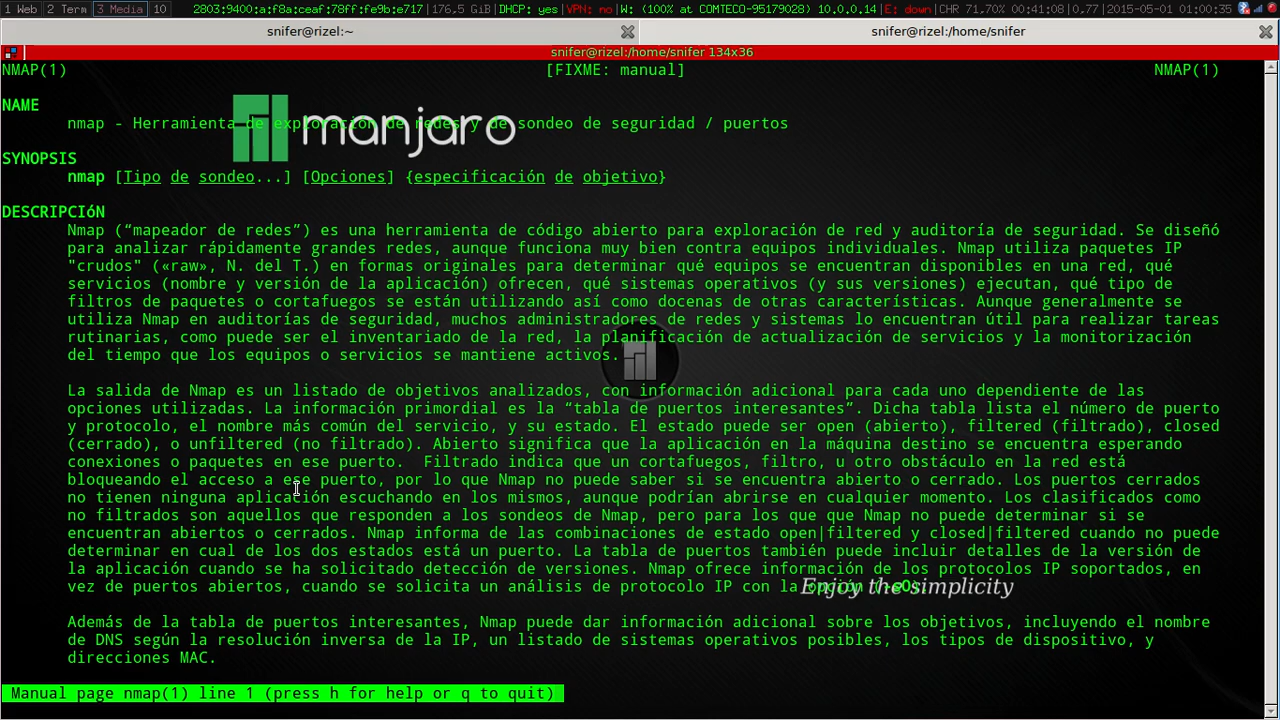 1 Web 2 Term 3 Media 10 2803:9400:a:f8a:ceaf:78ff:fe9b:e717|176,5 GiB|DHCP: yes|VPN: no|W: (100% at COMTECO-95179028) 10.0.0.14|E: down|CHR 71,70% 00:41:08|0,77|2015-05-01 01:00:35
snifer@rizel:~ snifer@rizel:/home/snifer
snifer@rizel:/home/snifer 134x36
NMAP(1) [FIXME: manual] NMAP(1)
NAME
manjaro
nmap - Herramienta de exploración de redes y de sondeo de seguridad / puertos
SYNOPSIS
nmap [Tipo de sondeo...] [Opciones] {especificación de objetivo}
DESCRIPCIóN
Nmap (“mapeador de redes”) es una herramienta de código abierto para exploración de red y auditoría de seguridad. Se diseñó
para analizar rápidamente grandes redes, aunque funciona muy bien contra equipos individuales. Nmap utiliza paquetes IP
"crudos" («raw», N. del T.) en formas originales para determinar qué equipos se encuentran disponibles en una red, qué
servicios (nombre y versión de la aplicación) ofrecen, qué sistemas operativos (y sus versiones) ejecutan, qué tipo de
filtros de paquetes o cortafuegos se están utilizando así como docenas de otras características. Aunque generalmente se
utiliza Nmap en auditorías de seguridad, muchos administradores de redes y sistemas lo encuentran útil para realizar tareas
rutinarias, como puede ser el inventariado de la red, la planificación de actualización de servicios y la monitorización
del tiempo que los equipos o servicios se mantiene activos.
La salida de Nmap es un listado de objetivos analizados, con información adicional para cada uno dependiente de las
opciones utilizadas. La información primordial es la “tabla de puertos interesantes”. Dicha tabla lista el número de puerto
y protocolo, el nombre más común del servicio, y su estado. El estado puede ser open (abierto), filtered (filtrado), closed
(cerrado), o unfiltered (no filtrado). Abierto significa que la aplicación en la máquina destino se encuentra esperando
conexiones o paquetes en ese puerto.  Filtrado indica que un cortafuegos, filtro, u otro obstáculo en la red está
bloqueando el acceso a ese puerto, por lo que Nmap no puede saber si se encuentra abierto o cerrado. Los puertos cerrados
no tienen ninguna aplicación escuchando en los mismos, aunque podrían abrirse en cualquier momento. Los clasificados como
no filtrados son aquellos que responden a los sondeos de Nmap, pero para los que que Nmap no puede determinar si se
encuentran abiertos o cerrados. Nmap informa de las combinaciones de estado open|filtered y closed|filtered cuando no puede
determinar en cual de los dos estados está un puerto. La tabla de puertos también puede incluir detalles de la versión de
la aplicación cuando se ha solicitado detección de versiones. Nmap ofrece información de los protocolos IP soportados, en
vez de puertos abiertos, cuando se solicita un análisis de protocolo IP con la opción (-sO).
Enjoy the simplicity
Además de la tabla de puertos interesantes, Nmap puede dar información adicional sobre los objetivos, incluyendo el nombre
de DNS según la resolución inversa de la IP, un listado de sistemas operativos posibles, los tipos de dispositivo, y
direcciones MAC.
Manual page nmap(1) line 1 (press h for help or q to quit)